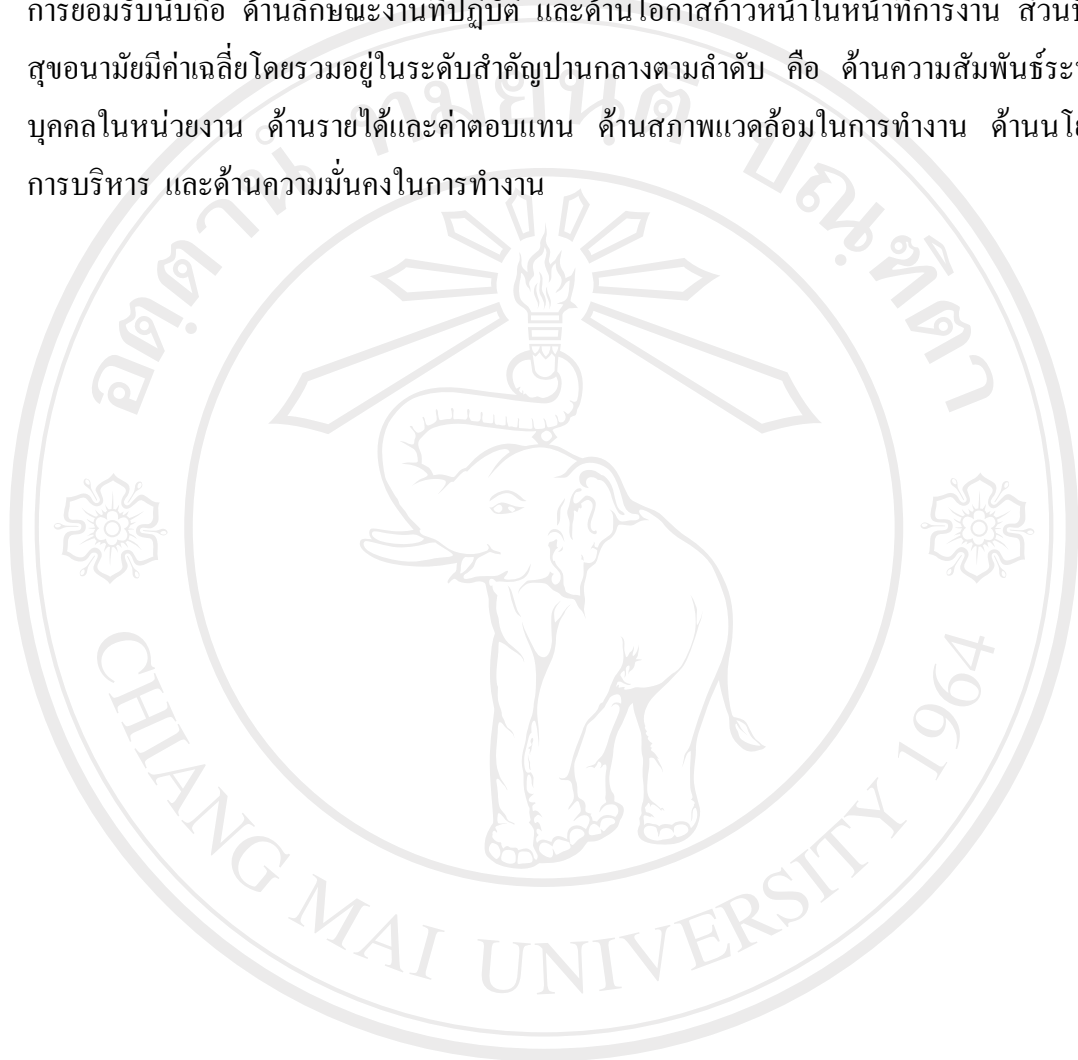 การยอมรับนับถือ ด้านลักษณะงานที่ปฏิบัติ และด้านโอกาสก้าวหน้าในหน้าที่การงาน
สุขอนามัยมีค่าเฉลี่ยโดยรวมอยู่ในระดับสำคัญปานกลางตามลำดับ คือ ด้านความสัมพันธ์
บุคคลในหน่วยงาน ด้านรายได้และค่าตอบแทน ด้านสภาพแวดล้อมในการทำงาน
การบริหาร และด้านความมั่นคงในการทำงาน
CHIANG MAI UNIVERSITY 1964